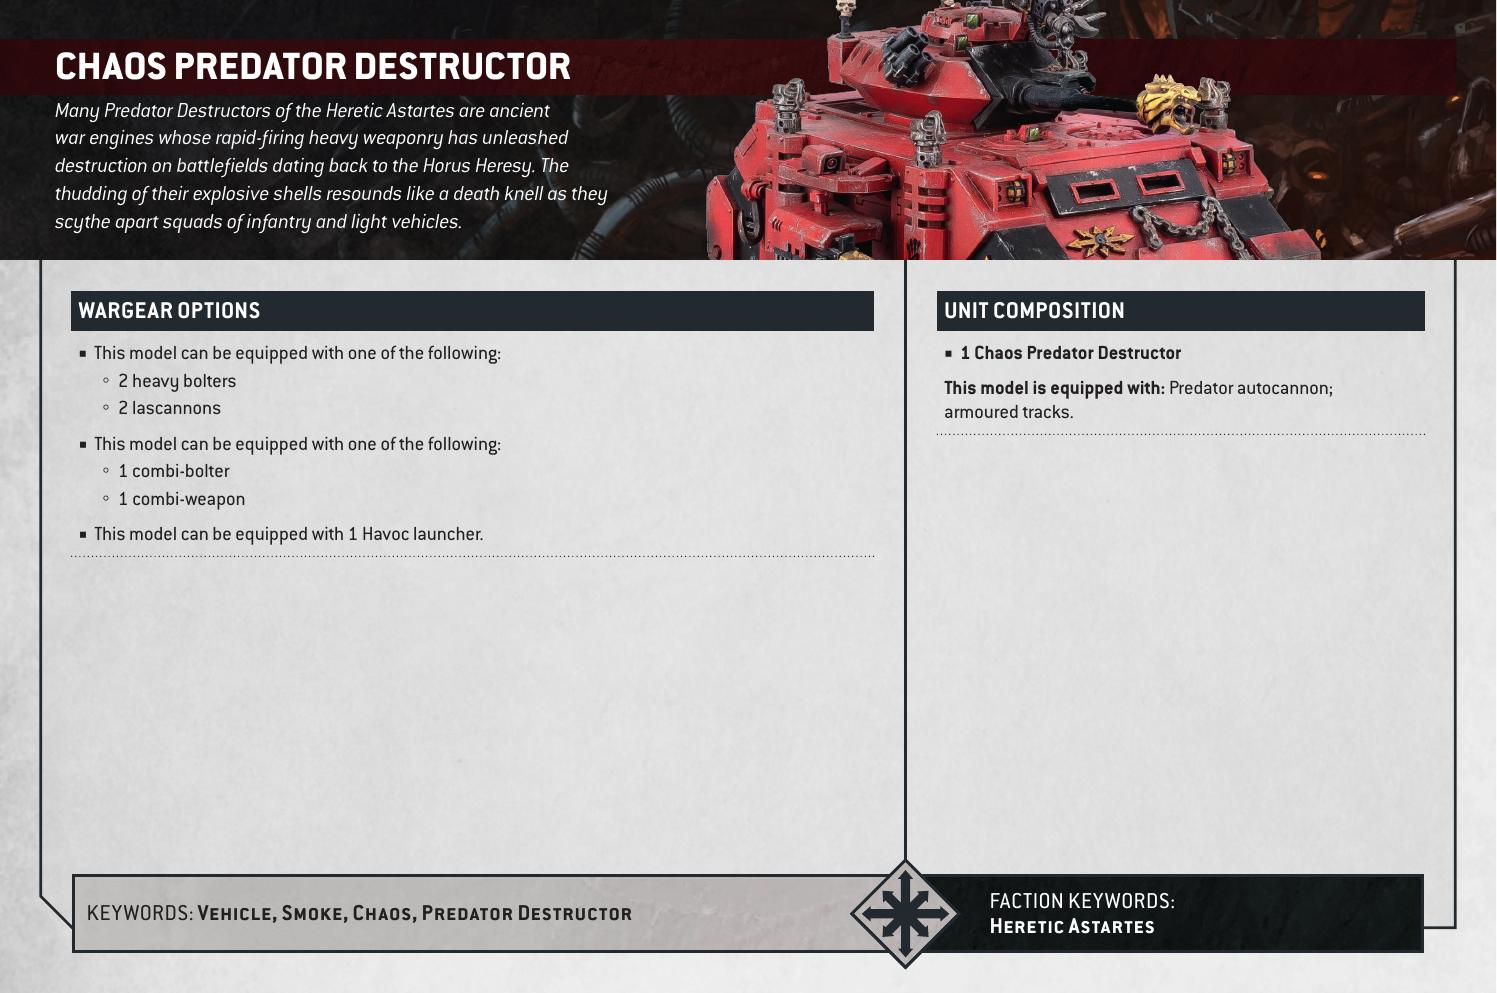 CHAOS PREDATOR DESTRUCTOR
Many Predator Destructors of the Heretic Astartes are ancient
war engines whose rapid-firing heavy weaponry has unleashed
destruction on battlefields dating back to the Horus Heresy. The
thudding of their explosive shells resounds like a death knell as they
scythe apart squads of infantry and light vehicles.
WARGEAR OPTIONS
■ This model can be equipped with one of the following:
◦ 2 heavy bolters
◦ 2 lascannons
■ This model can be equipped with one of the following:
◦ 1 combi-bolter
◦ 1 combi-weapon
■ This model can be equipped with 1 Havoc launcher.
UNIT COMPOSITION
■ 1 Chaos Predator Destructor
This model is equipped with: Predator autocannon;
armoured tracks.
KEYWORDS: Vehicle, Smoke, Chaos, Predator Destructor
FACTION KEYWORDS:
Heretic Astartes